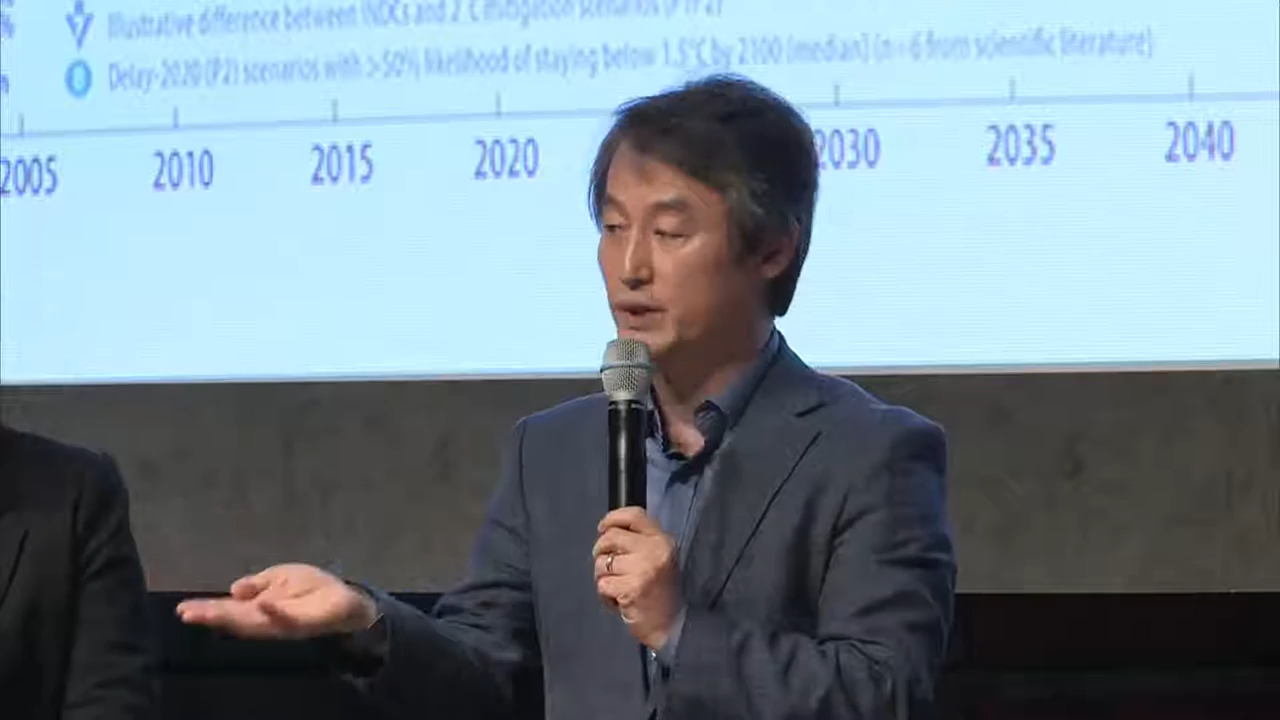 %
Illustrative difference between INDCs and 2°C mitigation scenarios
Delay-2020 (P2) scenarios with >50% likelihood of staying below 1.5°C by 2100 (median) (n=6 from scientific literature)
2005 2010 2015 2020 2030 2035 2040